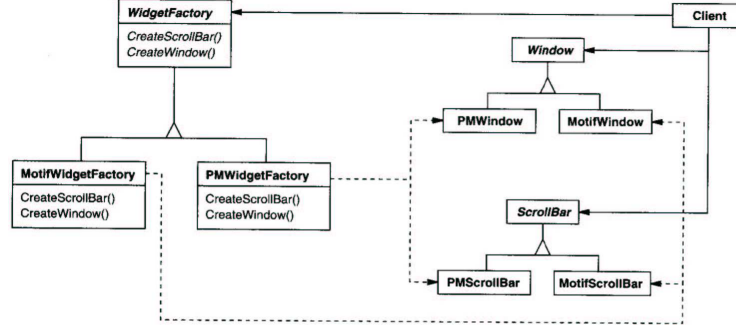 WidgetFactory
CreateScrollBar()
CreateWindow()
Client
Window
PMWindow
MotifWindow
MotifWidgetFactory
CreateScrollBar()
CreateWindow()
PMWidgetFactory
CreateScrollBar()
CreateWindow()
ScrollBar
PMScrollBar
MotifScrollBar